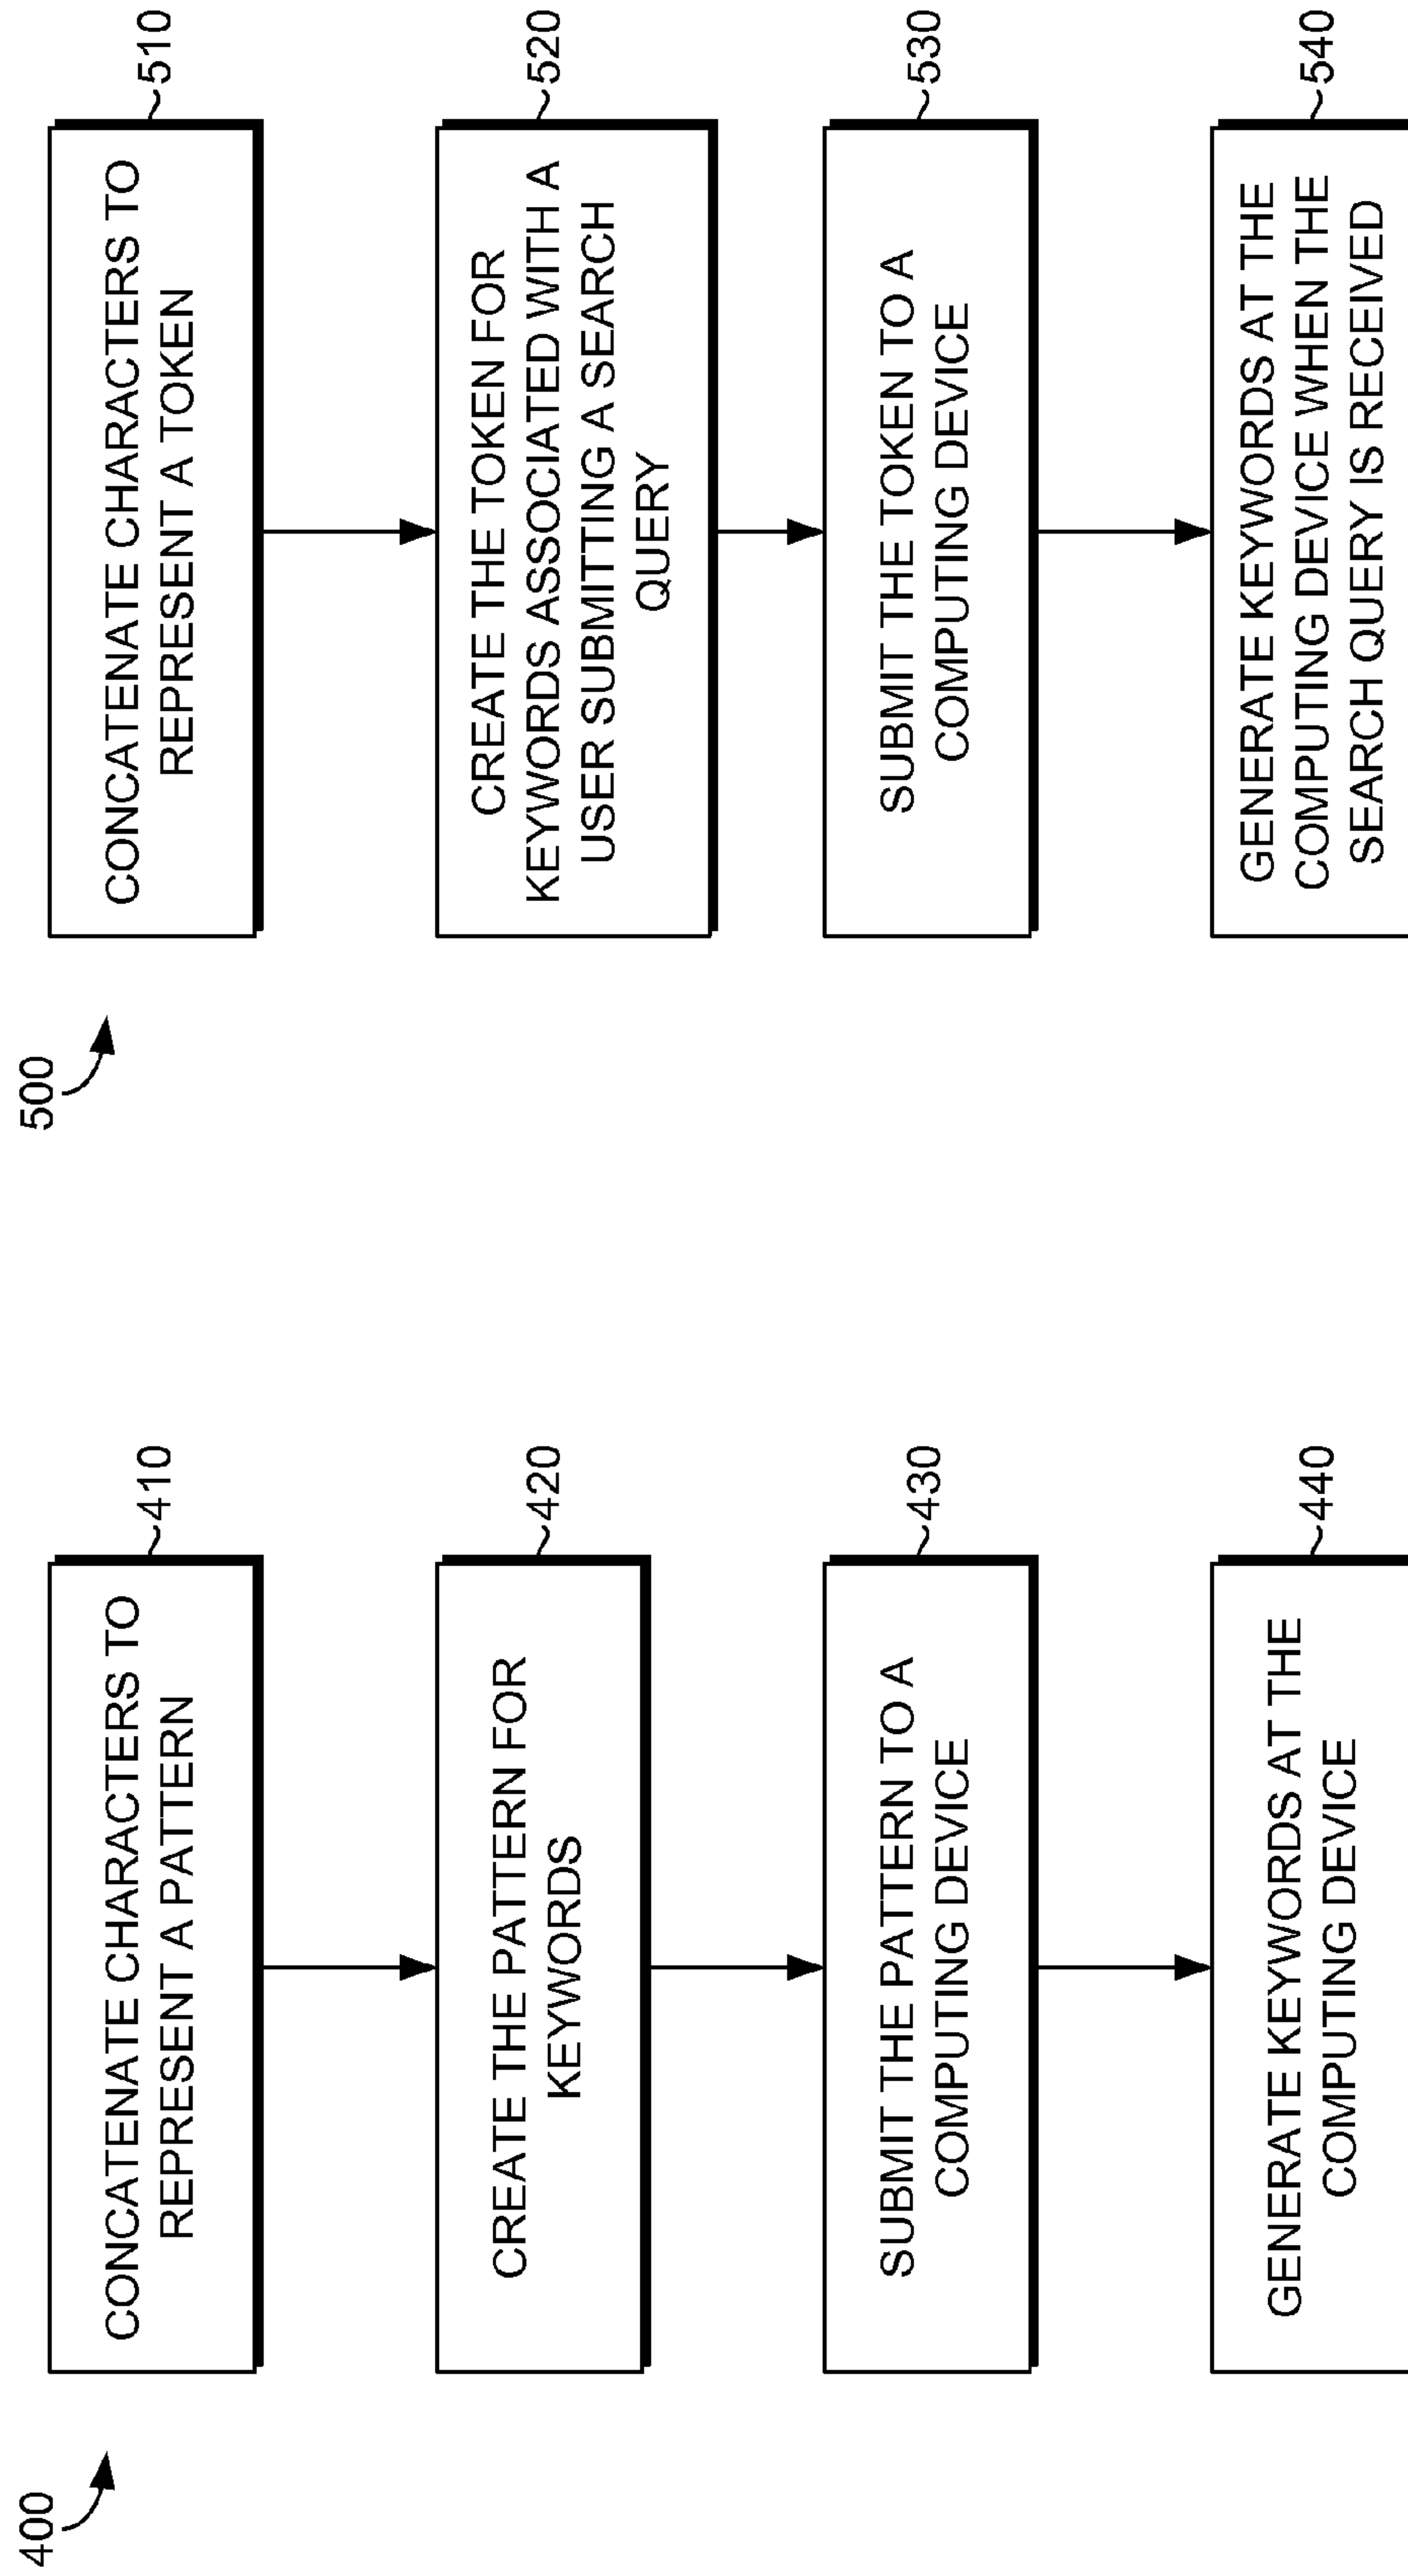 400
CONCATENATE CHARACTERS TO
REPRESENT A PATTERN
410
CREATE THE PATTERN FOR
KEYWORDS
420
SUBMIT THE PATTERN TO A
COMPUTING DEVICE
430
GENERATE KEYWORDS AT THE
COMPUTING DEVICE
440
500
CONCATENATE CHARACTERS TO
REPRESENT A TOKEN
510
CREATE THE TOKEN FOR
KEYWORDS ASSOCIATED WITH A
USER SUBMITTING A SEARCH
QUERY
520
SUBMIT THE TOKEN TO A
COMPUTING DEVICE
530
GENERATE KEYWORDS AT THE
COMPUTING DEVICE WHEN THE
SEARCH QUERY IS RECEIVED
540